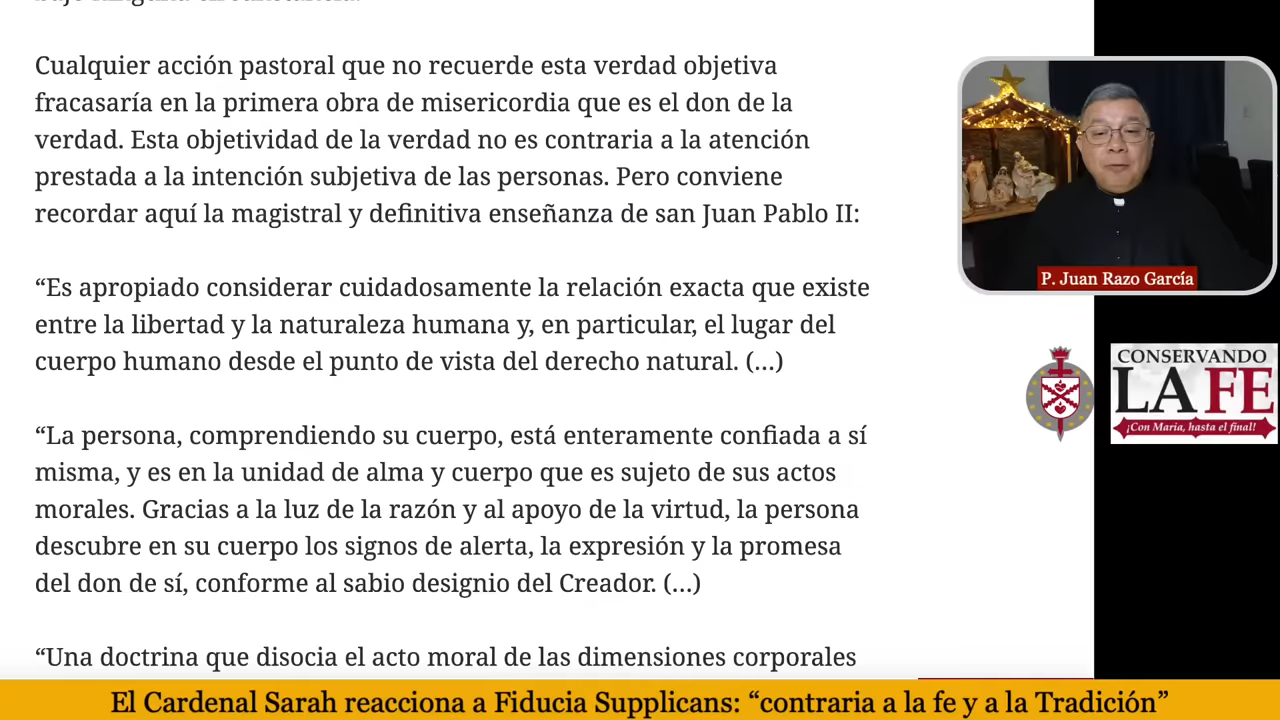 bajo ninguna circunstancia.
Cualquier acción pastoral que no recuerde esta verdad objetiva
fracasaría en la primera obra de misericordia que es el don de la
verdad. Esta objetividad de la verdad no es contraria a la atención
prestada a la intención subjetiva de las personas. Pero conviene
recordar aquí la magistral y definitiva enseñanza de san Juan Pablo II:
“Es apropiado considerar cuidadosamente la relación exacta que existe
entre la libertad y la naturaleza humana y, en particular, el lugar del
cuerpo humano desde el punto de vista del derecho natural. (…)
“La persona, comprendiendo su cuerpo, está enteramente confiada a sí
misma, y es en la unidad de alma y cuerpo que es sujeto de sus actos
morales. Gracias a la luz de la razón y al apoyo de la virtud, la persona
descubre en su cuerpo los signos de alerta, la expresión y la promesa
del don de sí, conforme al sabio designio del Creador. (…)
“Una doctrina que disocia el acto moral de las dimensiones corporales
P. Juan Razo García
CONSERVANDO
LA FE
¡Con Maria, hasta el final!
El Cardenal Sarah reacciona a Fiducia Supplicans: “contraria a la fe y a la Tradición”